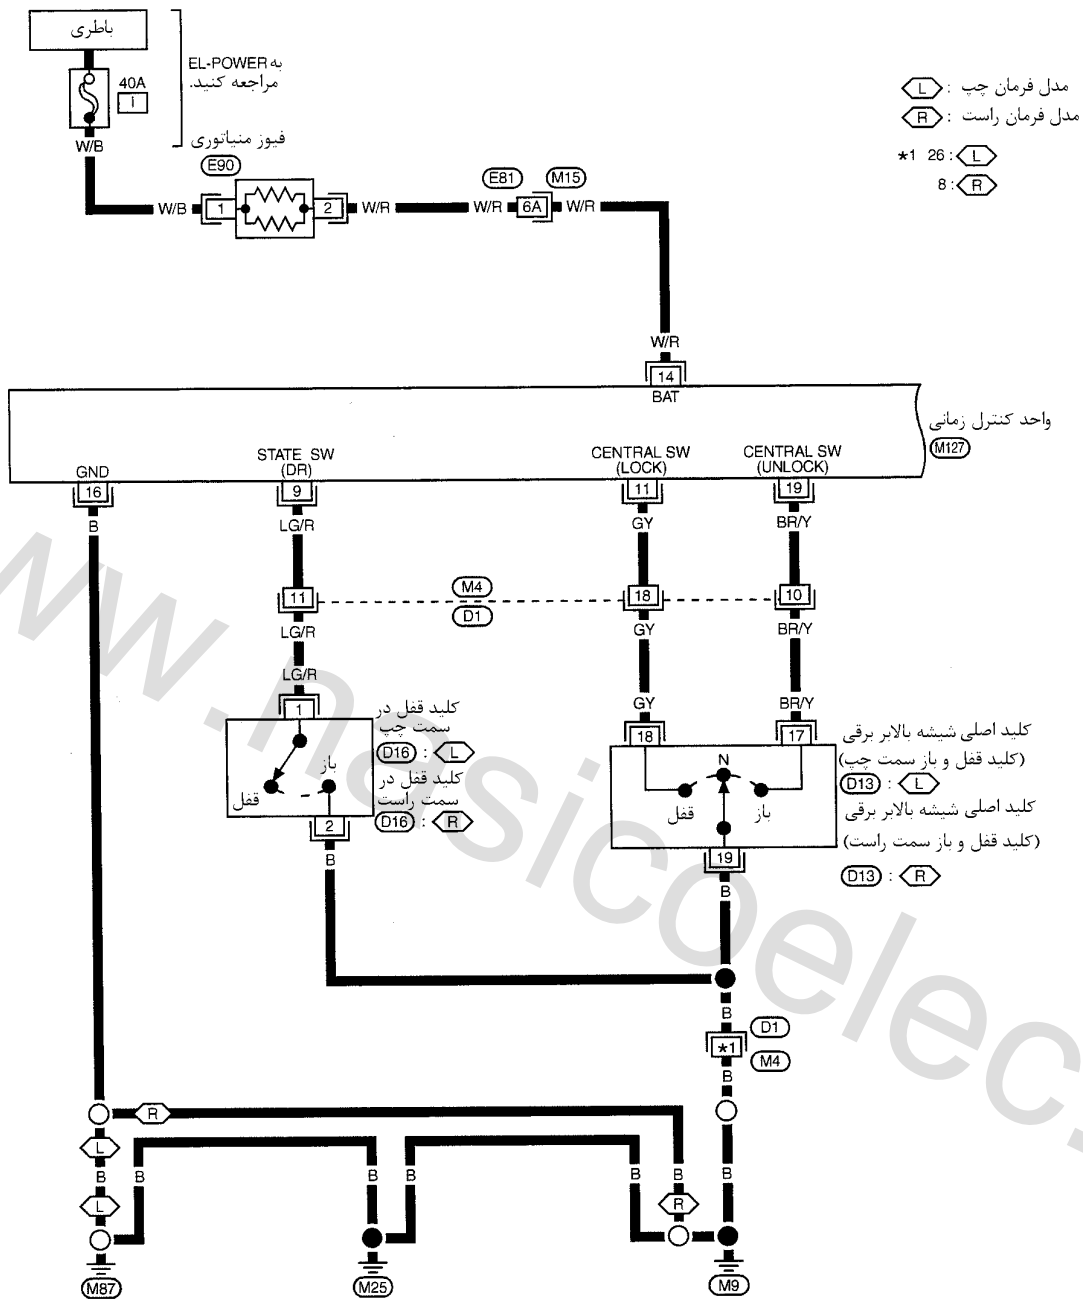 باطری
به EL-POWER
مراجعه کنید.
40A
I
فیوز منیاتوری
W/B
E90
W/B
1
2
W/R
W/R
E81
M15
6A
W/R
L : مدل فرمان چپ
R : مدل فرمان راست
*1 26 : L
8 : R
W/R
14
BAT
واحد کنترل زمانی
M127
GND
STATE SW
(DR)
CENTRAL SW
(LOCK)
CENTRAL SW
(UNLOCK)
16
9
11
19
B
LG/R
GY
BR/Y
11
M4
D1
18
10
LG/R
GY
BR/Y
LG/R
GY
BR/Y
1
18
17
کلید قفل در
سمت چپ
D16 : L
کلید قفل در
سمت راست
D16 : R
باز
قفل
2
B
N
قفل
باز
19
B
کلید اصلی شیشه بالابر برقی
(کلید قفل و باز سمت چپ)
D13 : L
کلید اصلی شیشه بالابر برقی
(کلید قفل و باز سمت راست)
D13 : R
B
D1
*1
M4
B
R
L
B
B
B
B
B
B
B
L
R
M87
M25
M9
www.nasicoelec.